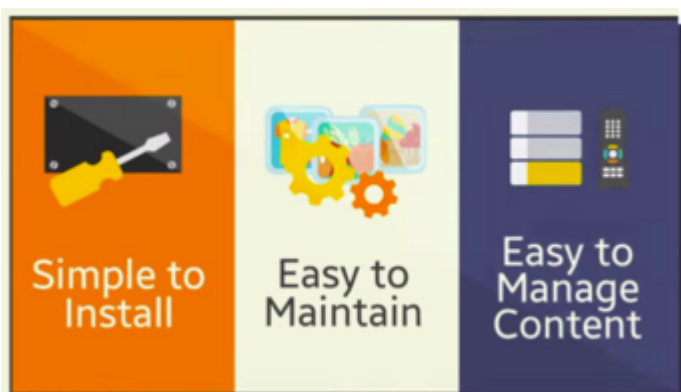 Simple to
Install
Easy to
Maintain
Easy to
Manage
Content